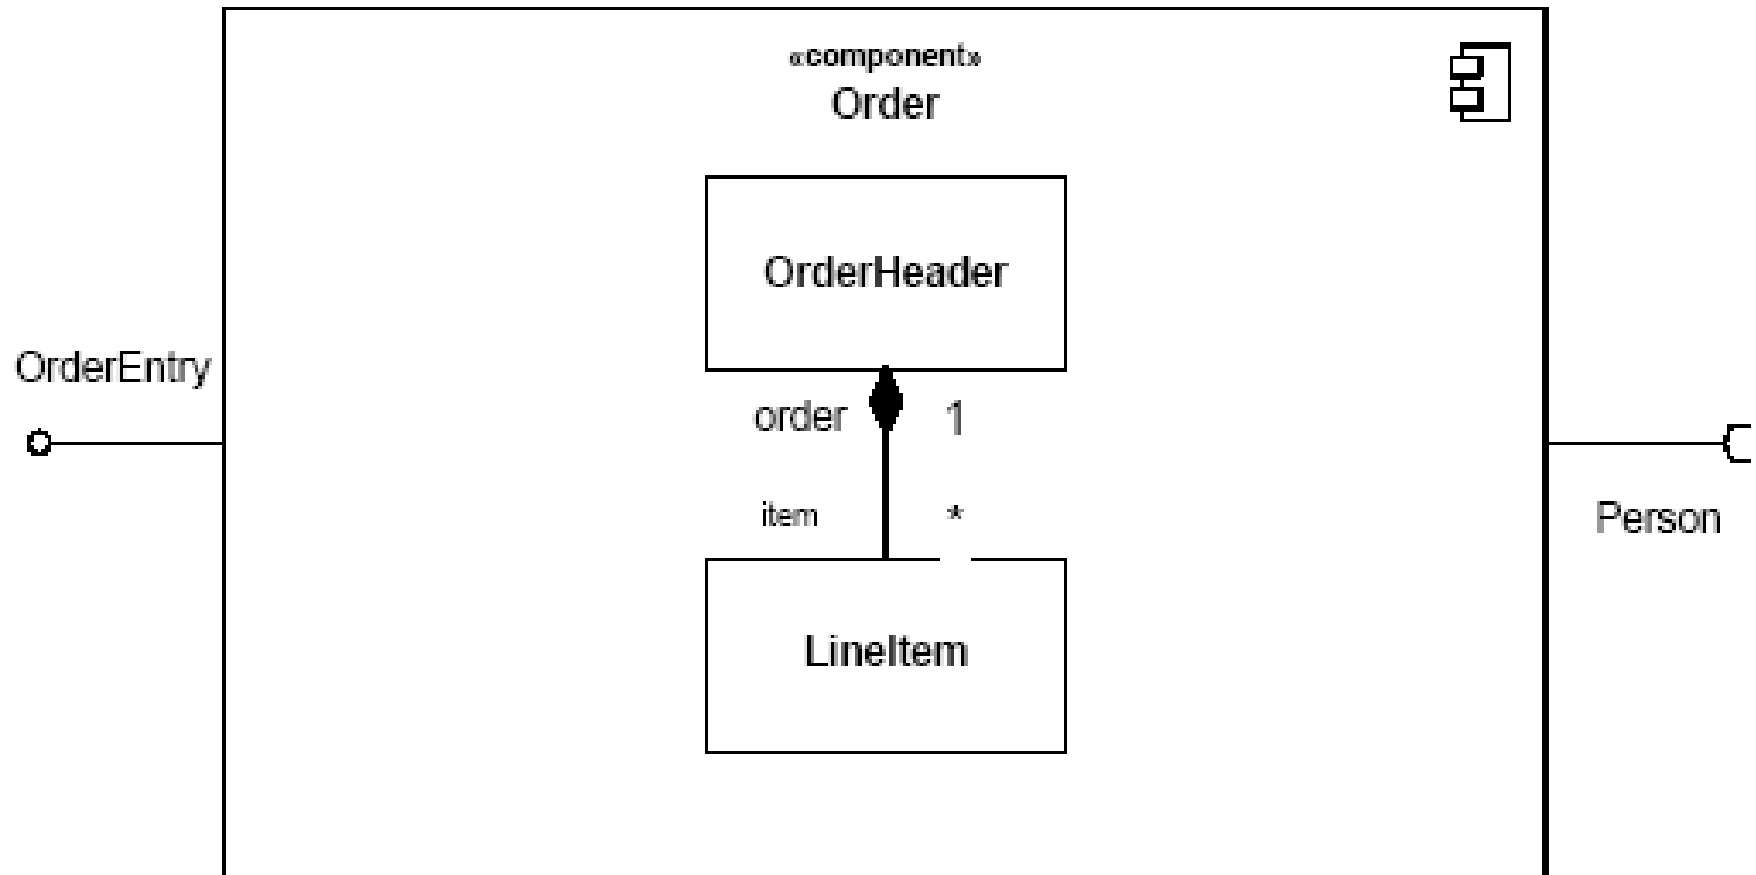 «component»
Order
OrderHeader
OrderEntry
order 1
item *
Person
LineItem